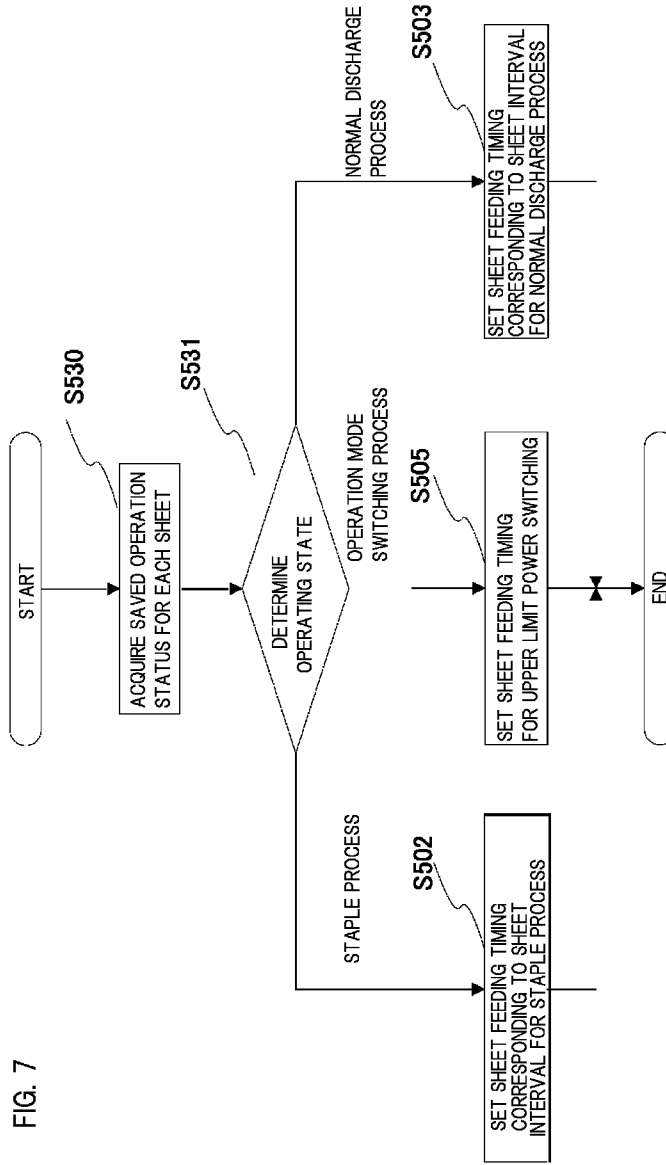 FIG. 7
START
S530
ACQUIRE SAVED OPERATION
STATUS FOR EACH SHEET
S531
DETERMINE
OPERATING STATE
STAPLE PROCESS
OPERATION MODE
SWITCHING PROCESS
NORMAL DISCHARGE
PROCESS
S502
SET SHEET FEEDING TIMING
CORRESPONDING TO SHEET
INTERVAL FOR STAPLE PROCESS
S505
SET SHEET FEEDING TIMING
FOR UPPER LIMIT POWER SWITCHING
S503
SET SHEET FEEDING TIMING
CORRESPONDING TO SHEET INTERVAL
FOR NORMAL DISCHARGE PROCESS
END